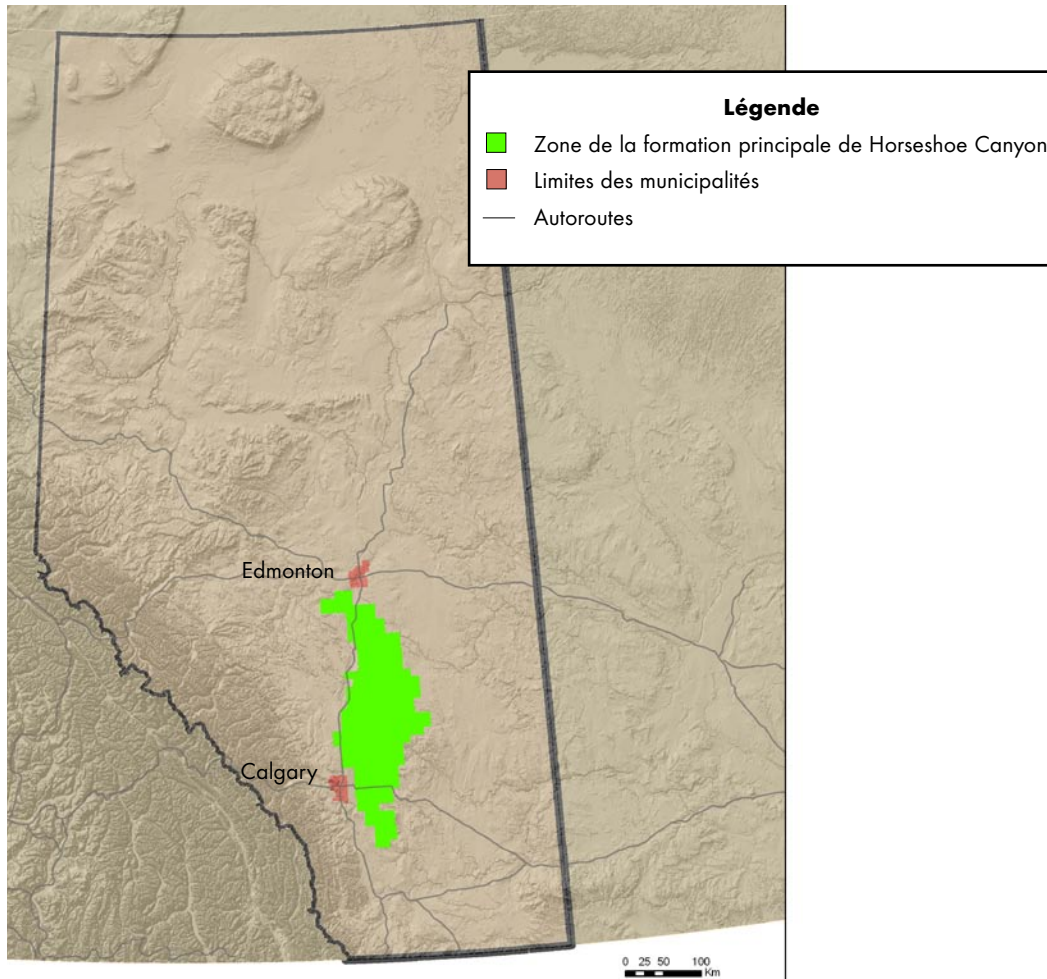 Légende
Zone de la formation principale de Horseshoe Canyon
Limites des municipalités
Autoroutes
Edmonton
Calgary
0 25 50 100
Km